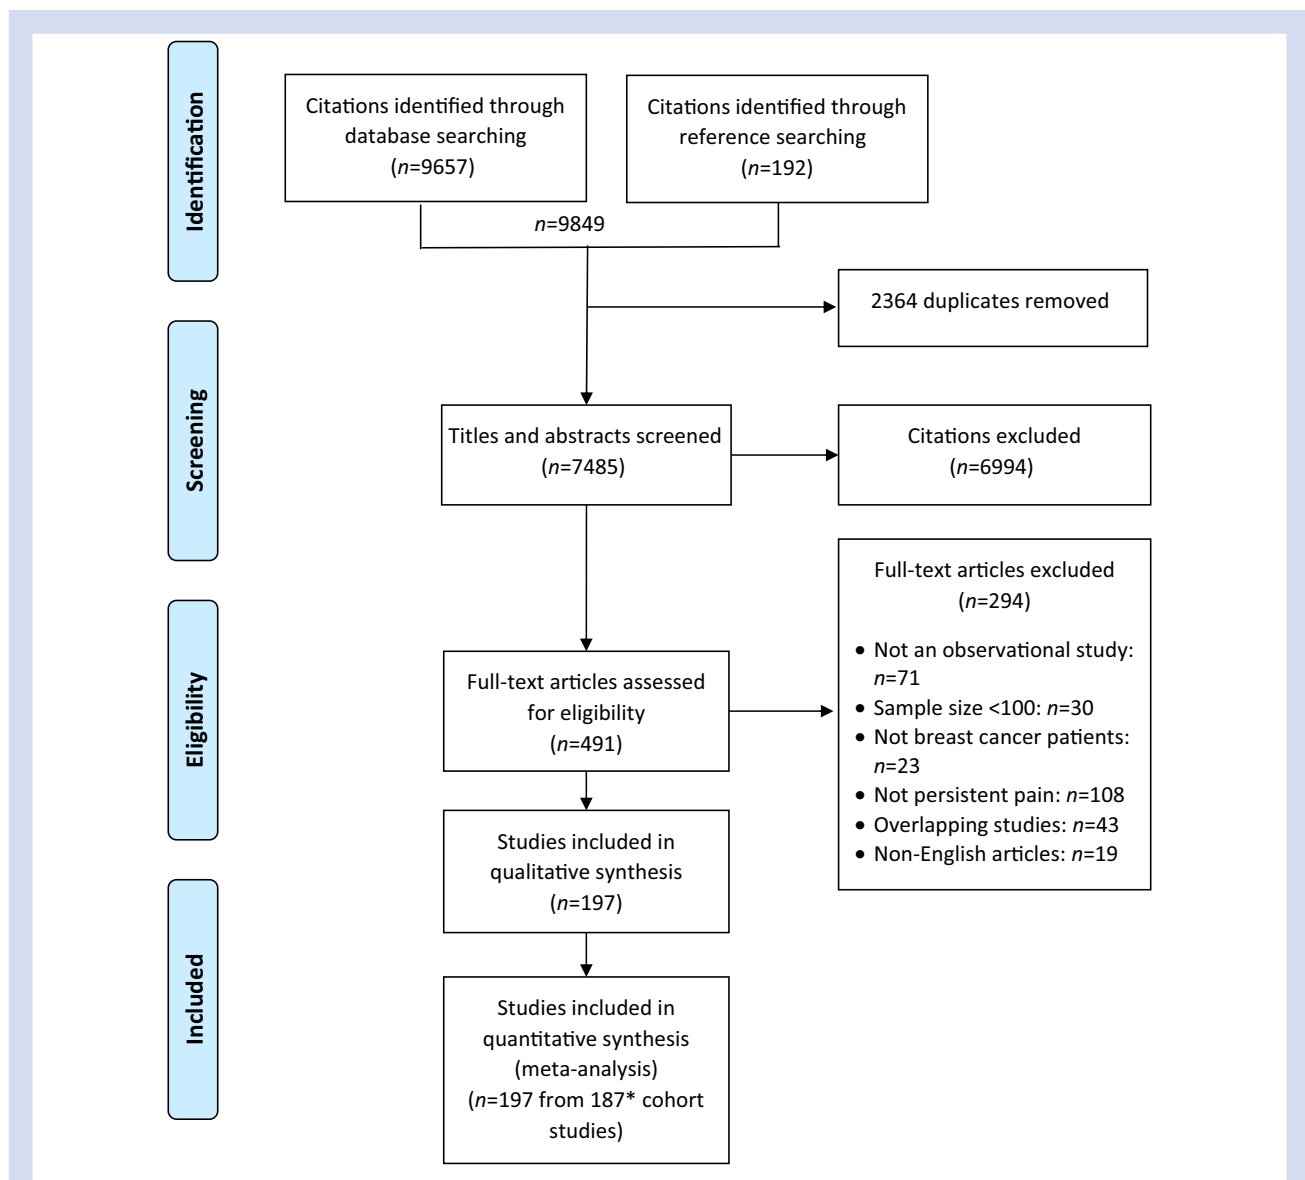 Identification
Citations identified through
database searching
(n=9657)
Citations identified through
reference searching
(n=192)
n=9849
2364 duplicates removed
Screening
Titles and abstracts screened
(n=7485)
Citations excluded
(n=6994)
Eligibility
Full-text articles assessed
for eligibility
(n=491)
Full-text articles excluded
(n=294)
• Not an observational study:
n=71
• Sample size <100: n=30
• Not breast cancer patients:
n=23
• Not persistent pain: n=108
• Overlapping studies: n=43
• Non-English articles: n=19
Studies included in
qualitative synthesis
(n=197)
Included
Studies included in
quantitative synthesis
(meta-analysis)
(n=197 from 187* cohort
studies)